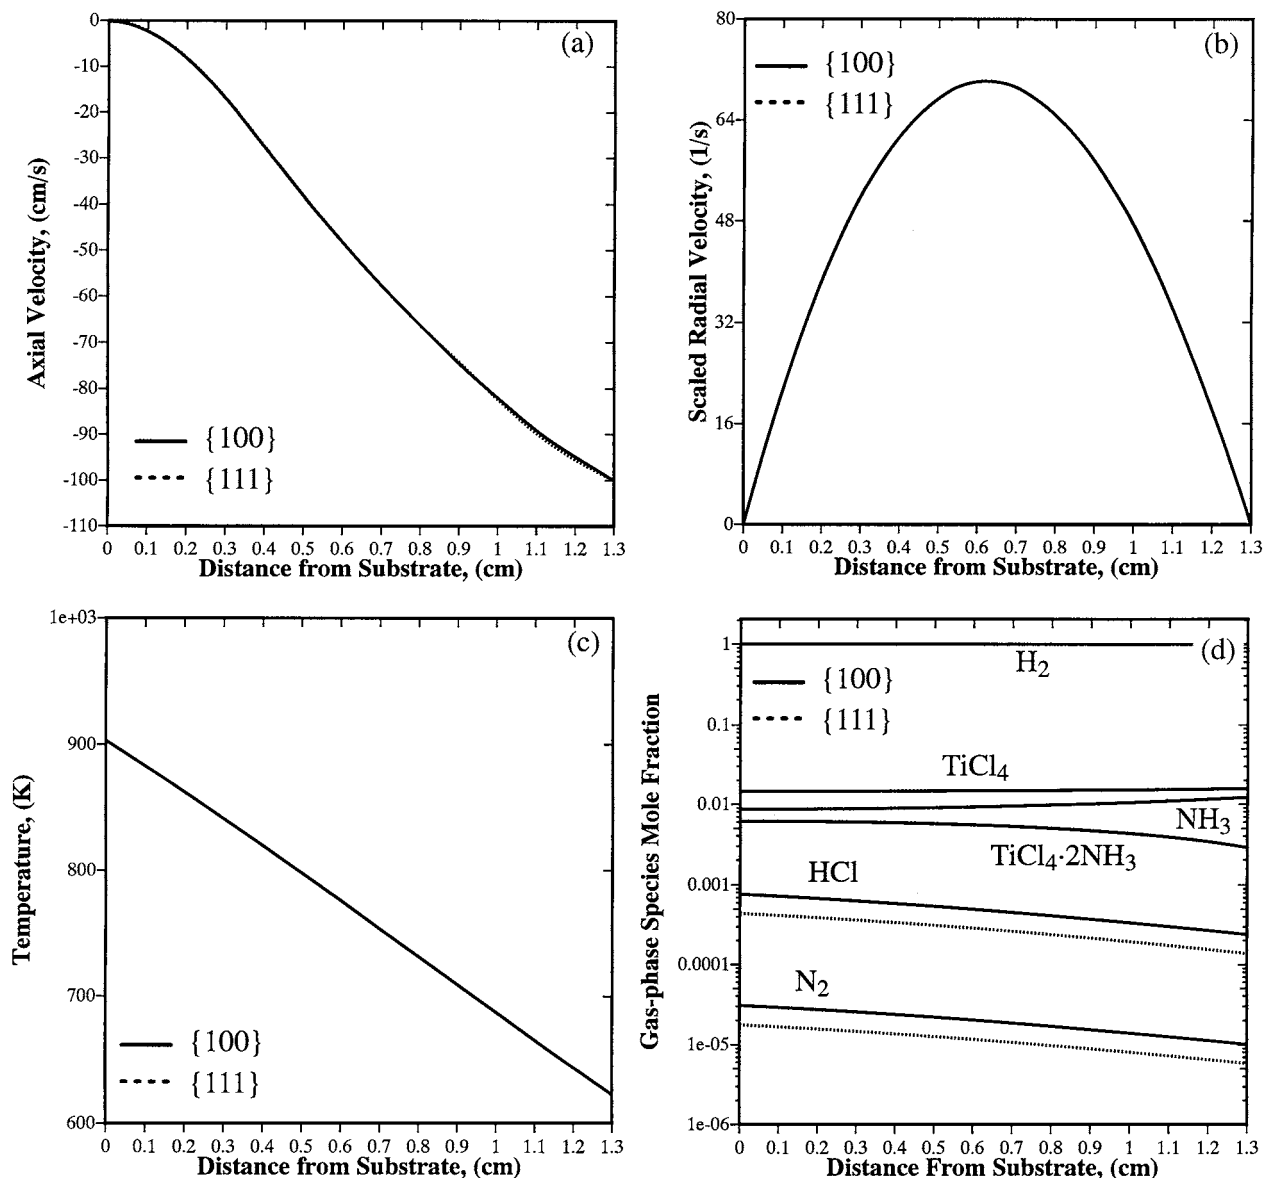 (a)
0
-10
-20
-30
-40
-50
-60
-70
-80
-90
-100
-110
Axial Velocity, (cm/s)
{100}
{111}
0 0.1 0.2 0.3 0.4 0.5 0.6 0.7 0.8 0.9 1 1.1 1.2 1.3
Distance from Substrate, (cm)
(b)
80
64
48
32
16
0
Scaled Radial Velocity, (1/s)
{100}
{111}
0 0.1 0.2 0.3 0.4 0.5 0.6 0.7 0.8 0.9 1 1.1 1.2 1.3
Distance from Substrate, (cm)
(c)
1e+03
900
800
700
600
Temperature, (K)
{100}
{111}
0 0.1 0.2 0.3 0.4 0.5 0.6 0.7 0.8 0.9 1 1.1 1.2 1.3
Distance from Substrate, (cm)
(d)
1
0.1
0.01
0.001
0.0001
1e-05
1e-06
Gas-phase Species Mole Fraction
H2
{100}
{111}
TiCl4
NH3
TiCl4·2NH3
HCl
N2
0 0.1 0.2 0.3 0.4 0.5 0.6 0.7 0.8 0.9 1 1.1 1.2 1.3
Distance From Substrate, (cm)